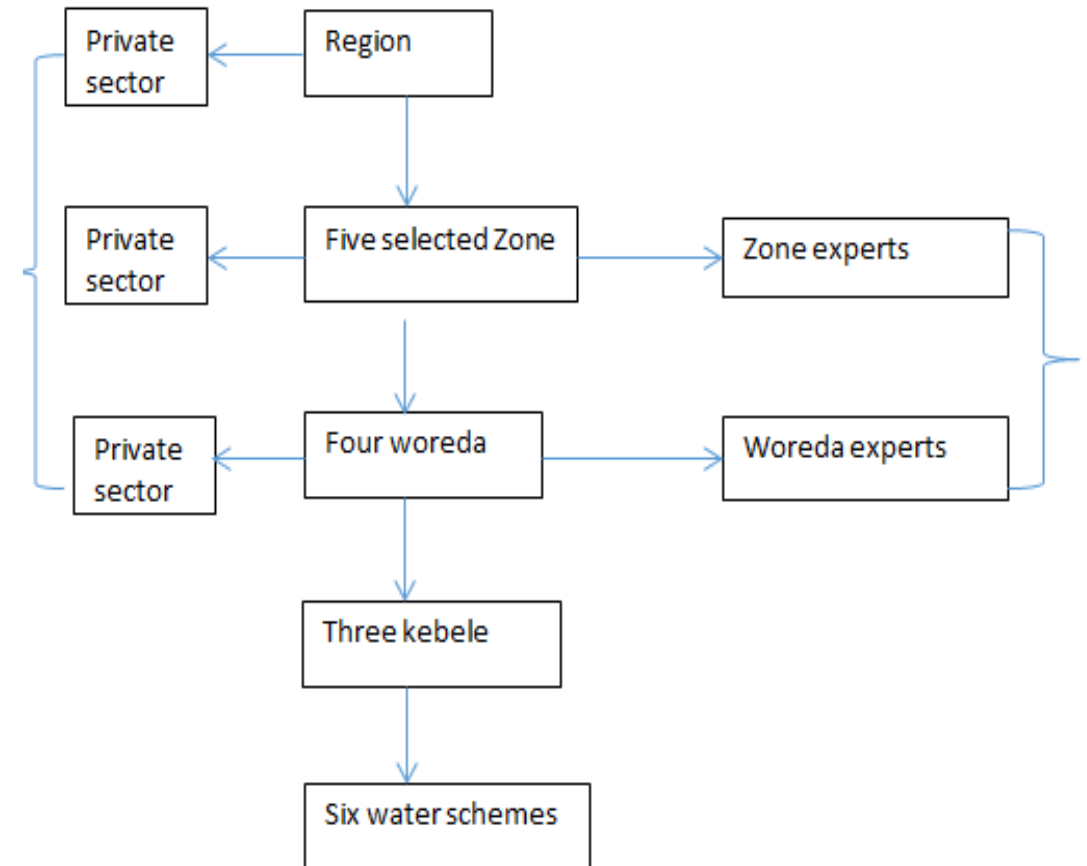 Private
sector
Region
Private
sector
Five selected Zone
Zone experts
Private
sector
Four woreda
Woreda experts
Three kebele
Six water schemes